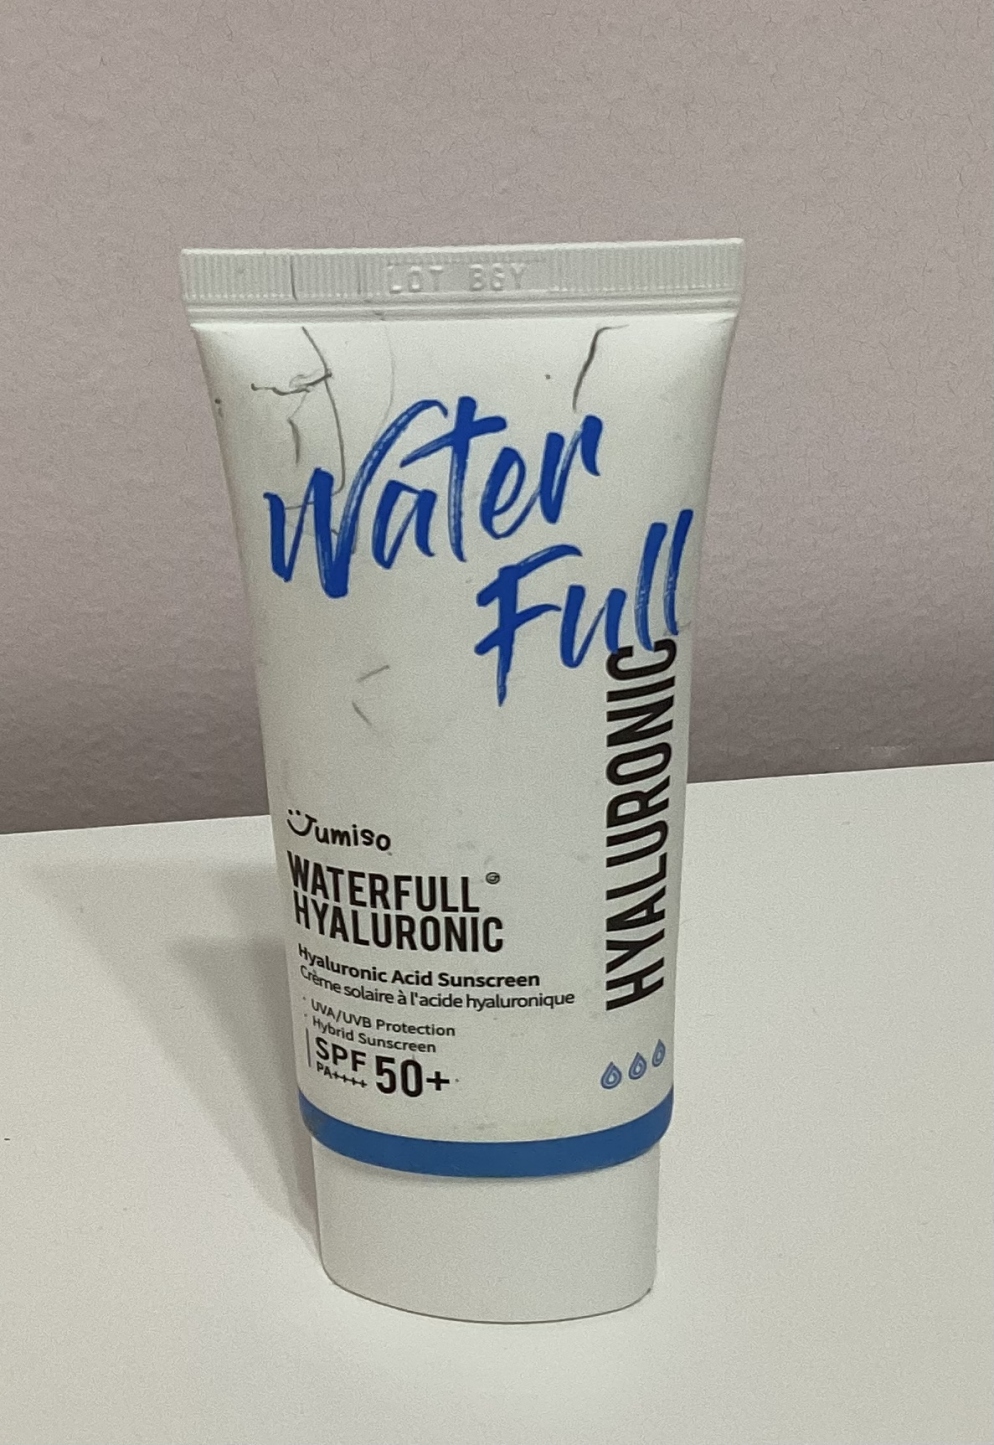 LOT BGY
Water
Full
HYALURONIC
Jumiso
WATERFULL
HYALURONIC
Hyaluronic Acid Sunscreen
Crème solaire à l'acide hyaluronique
· UVA/UVB Protection
· Hybrid Sunscreen
SPF 50+
PA++++